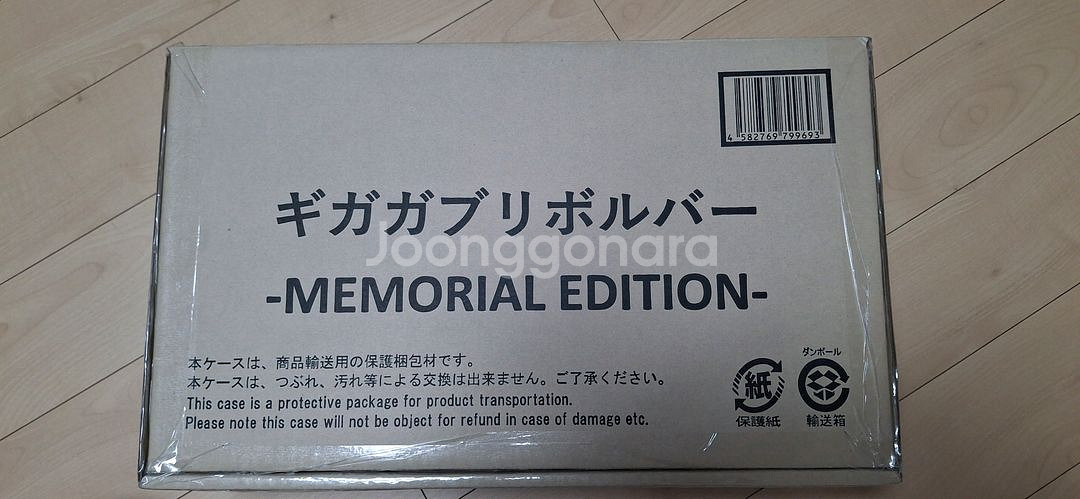 4 582769 799693
ギガガブリボルバー
Joonggonara
-MEMORIAL EDITION-
本ケースは、商品輸送用の保護梱包材です。
本ケースは、つぶれ、汚れ等による交換は出来ません。ご了承ください。
This case is a protective package for product transportation.
Please note this case will not be object for refund in case of damage etc.
紙
保護紙
ダンボール
輸送箱